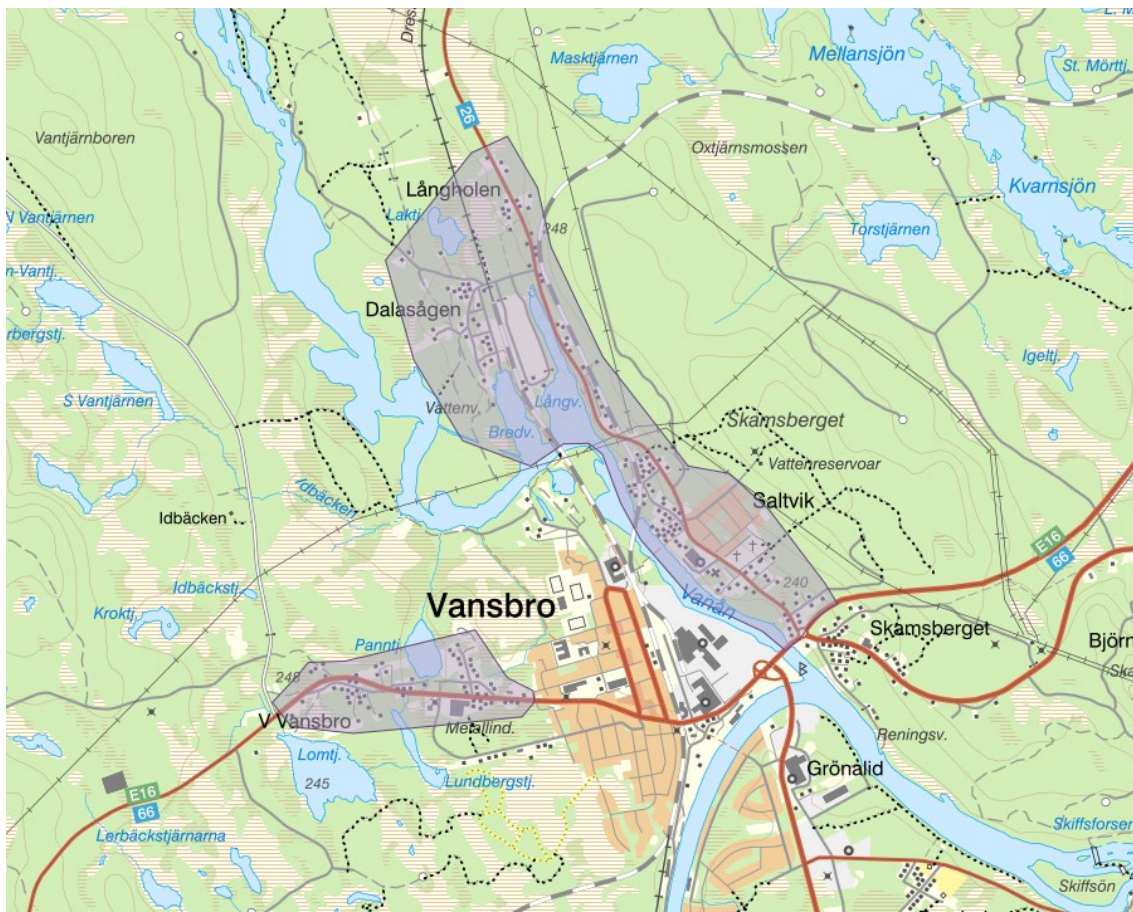 Mellansjön
Masktjärnen
St. Mörttj.
26
Vantjärnboren
Oxtjärnsmossen
Långholen
Kvarnsjön
Laktj.
N Vantjärnen
248
Torstjärnen
n-Vantj.
Dalasågen
rbergstj.
Igeltj.
S Vantjärnen
Vattenv.
Långv.
Bredv.
Skamsberget
Vattenreservoar
Idbäcken
Saltvik
Idbäcken
E16
66
240
Idbäckstj.
Vansbro
Vanån
Kroktj.
Skamsberget
Panntj.
Björn
248
V Vansbro
Metallind.
Reningsv.
Lomtj.
245
Lundbergstj.
Grönalid
E16
66
Skiffsforsen
Lerbäckstjärnarna
Skiffsön